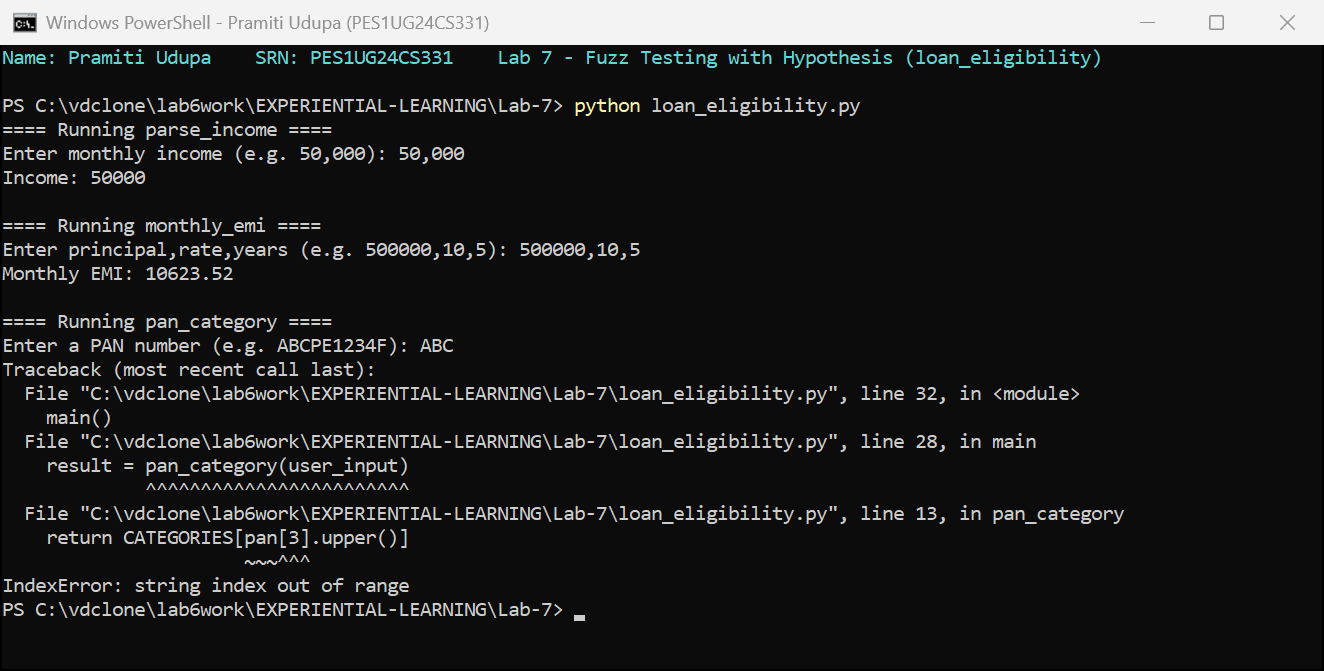 Windows PowerShell - Pramiti Udupa (PES1UG24CS331)
Name: Pramiti Udupa    SRN: PES1UG24CS331    Lab 7 - Fuzz Testing with Hypothesis (loan_eligibility)
PS C:\vdclone\lab6work\EXPERIENTIAL-LEARNING\Lab-7> python loan_eligibility.py
==== Running parse_income ====
Enter monthly income (e.g. 50,000): 50,000
Income: 50000
==== Running monthly_emi ====
Enter principal,rate,years (e.g. 500000,10,5): 500000,10,5
Monthly EMI: 10623.52
==== Running pan_category ====
Enter a PAN number (e.g. ABCPE1234F): ABC
Traceback (most recent call last):
  File "C:\vdclone\lab6work\EXPERIENTIAL-LEARNING\Lab-7\loan_eligibility.py", line 32, in <module>
    main()
  File "C:\vdclone\lab6work\EXPERIENTIAL-LEARNING\Lab-7\loan_eligibility.py", line 28, in main
    result = pan_category(user_input)
             ^^^^^^^^^^^^^^^^^^^^^^^^
  File "C:\vdclone\lab6work\EXPERIENTIAL-LEARNING\Lab-7\loan_eligibility.py", line 13, in pan_category
    return CATEGORIES[pan[3].upper()]
                      ~~~^^^
IndexError: string index out of range
PS C:\vdclone\lab6work\EXPERIENTIAL-LEARNING\Lab-7>